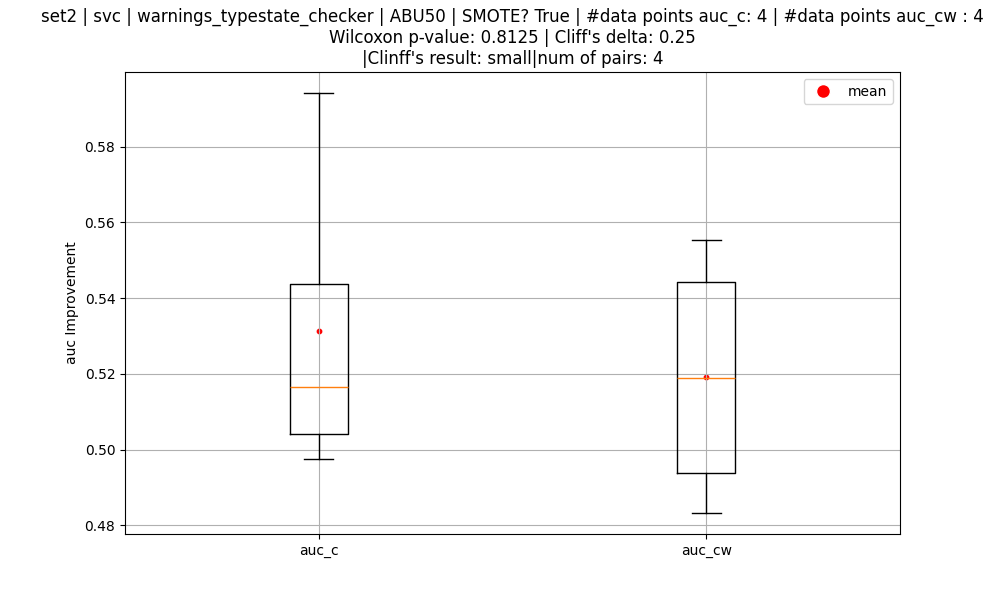 set2 | svc | warnings_typestate_checker | ABU50 | SMOTE? True | #data points auc_c: 4 | #data points auc_cw : 4
Wilcoxon p-value: 0.8125 | Cliff's delta: 0.25
|Clinff's result: small|num of pairs: 4
mean
0.58
0.56
0.54
0.52
0.50
0.48
auc Improvement
auc_c
auc_cw